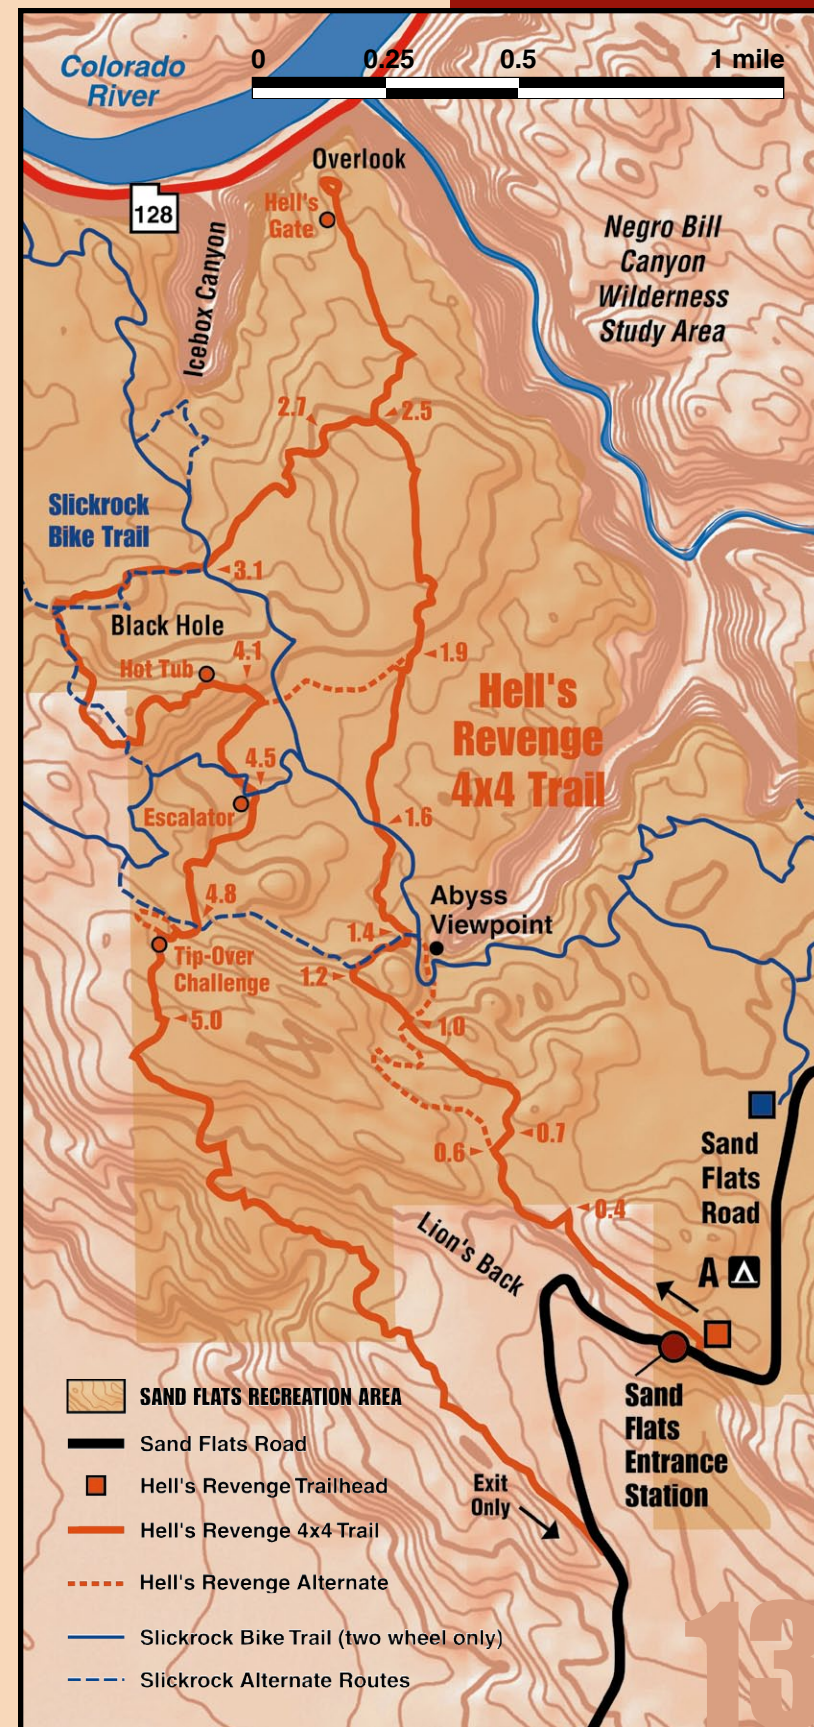 Colorado
River
0 0.25 0.5 1 mile
Overlook
Hell's
Gate
128
Icebox Canyon
Negro Bill
Canyon
Wilderness
Study Area
2.7
2.5
Slickrock
Bike Trail
3.1
Black Hole
4.1
Hot Tub
1.9
Hell's
Revenge
4x4 Trail
4.5
Escalator
1.6
4.8
Abyss
Viewpoint
1.4
Tip-Over
Challenge
1.2
5.0
1.0
0.7
0.6
Sand
Flats
Road
0.4
Lion's Back
A
Sand
Flats
Entrance
Station
Exit
Only
SAND FLATS RECREATION AREA
Sand Flats Road
Hell's Revenge Trailhead
Hell's Revenge 4x4 Trail
Hell's Revenge Alternate
Slickrock Bike Trail (two wheel only)
Slickrock Alternate Routes
13